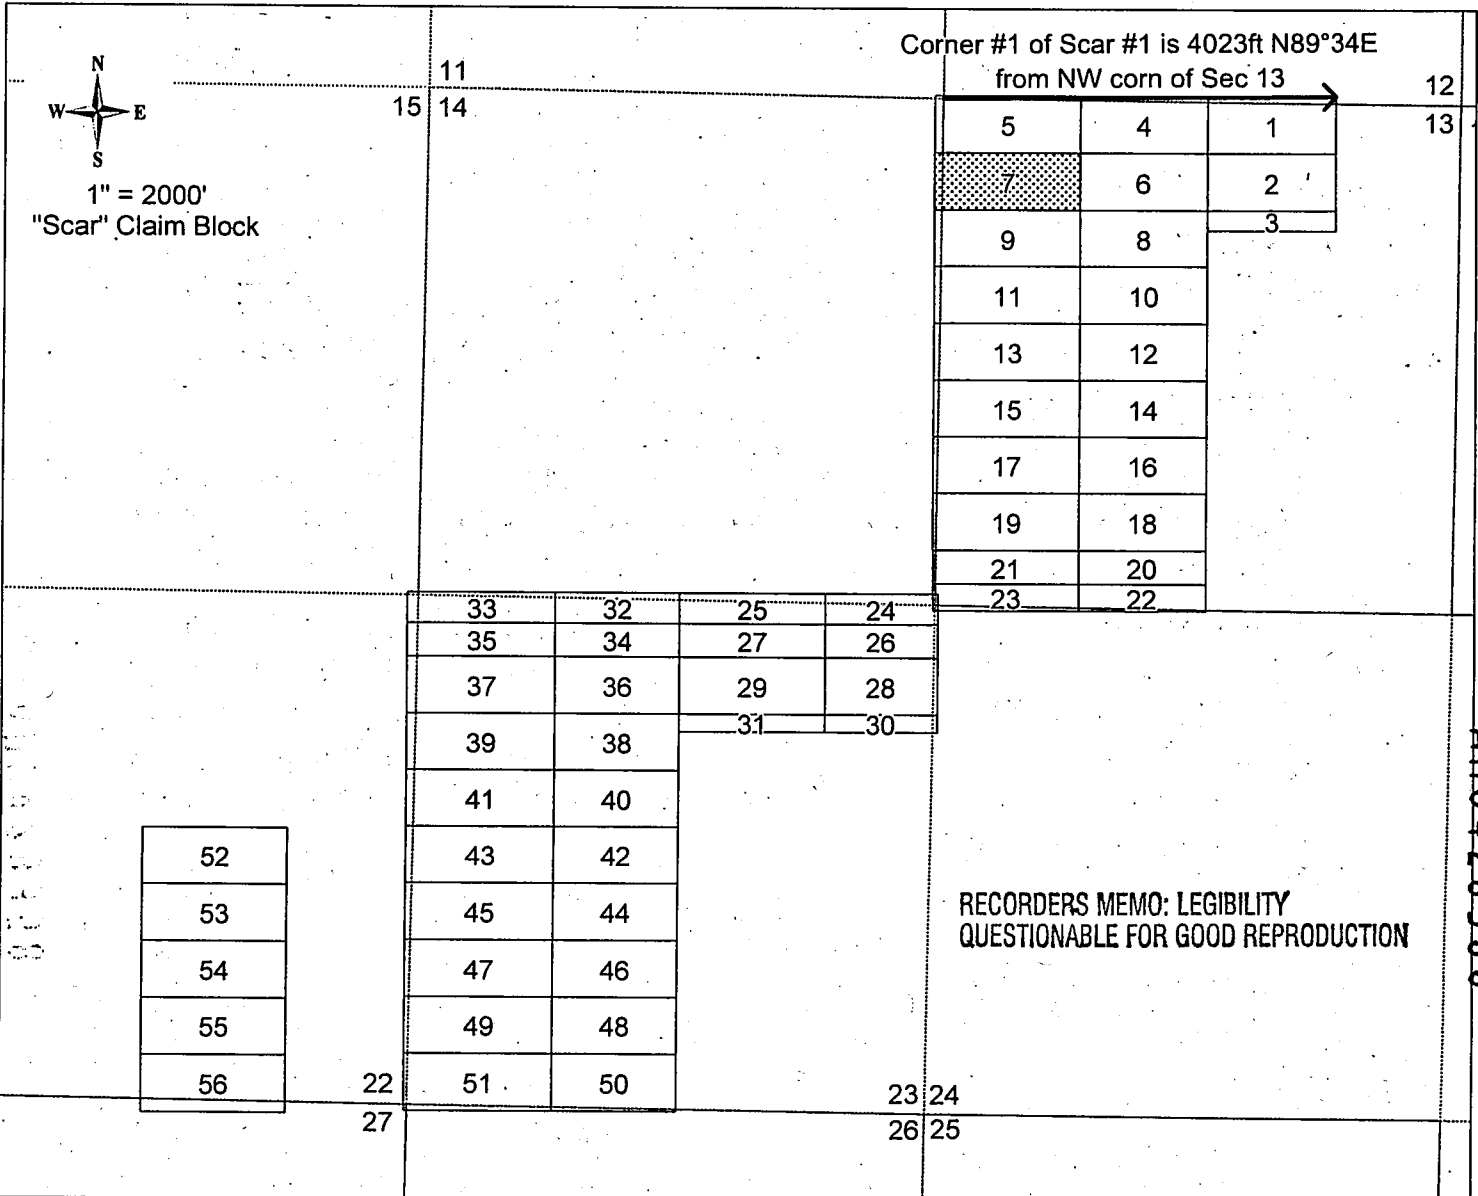 Corner #1 of Scar #1 is 4023ft N89°34E
from NW corn of Sec 13
N
W E
S
1" = 2000'
"Scar" Claim Block
11
12
15 14
13
5 4 1
7 6 2
3
9 8
11 10
13 12
15 14
17 16
19 18
21 20
23 22
33 32 25 24
35 34 27 26
37 36 29 28
31 30
39 38
41 40
52 43 42
53 45 44
54 47 46
55 49 48
56 22 51 50
23 24
27
26 25
RECORDERS MEMO: LEGIBILITY
QUESTIONABLE FOR GOOD REPRODUCTION